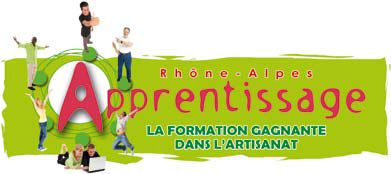 Rhône-Alpes
Apprentissage
LA FORMATION GAGNANTE
DANS L'ARTISANAT